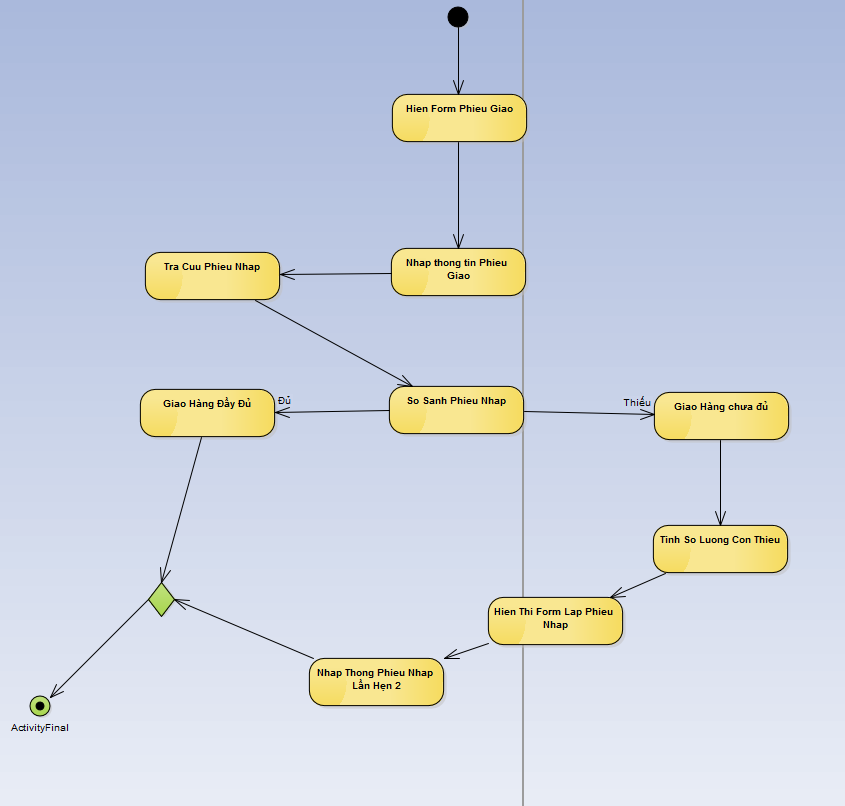 Hien Form Phieu Giao
Tra Cuu Phieu Nhap
Nhap thong tin Phieu
Giao
Giao Hàng Đầy Đủ
Đủ
So Sanh Phieu Nhap
Thiếu
Giao Hàng chưa đủ
Tinh So Luong Con Thieu
Hien Thi Form Lap Phieu
Nhap
Nhap Thong Phieu Nhap
Lần Hẹn 2
ActivityFinal